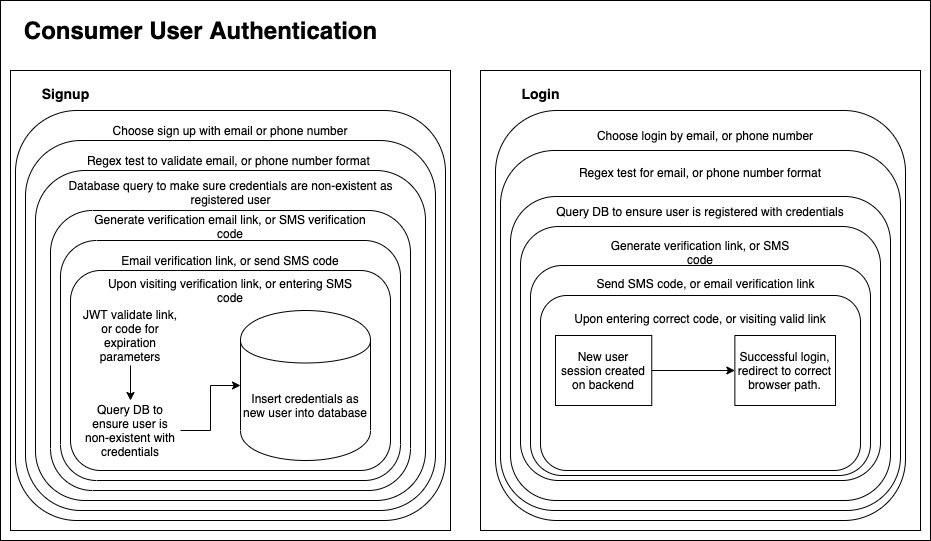 Consumer User Authentication
Signup
Choose sign up with email or phone number
Regex test to validate email, or phone number format
Database query to make sure credentials are non-existent as
registered user
Generate verification email link, or SMS verification
code
Email verification link, or send SMS code
Upon visiting verification link, or entering SMS
code
JWT validate link,
or code for
expiration
parameters
Query DB to
ensure user is
non-existent with
credentials
Insert credentials as
new user into database
Login
Choose login by email, or phone number
Regex test for email, or phone number format
Query DB to ensure user is registered with credentials
Generate verification link, or SMS
code
Send SMS code, or email verification link
Upon entering correct code, or visiting valid link
New user
session created
on backend
Successful login,
redirect to correct
browser path.